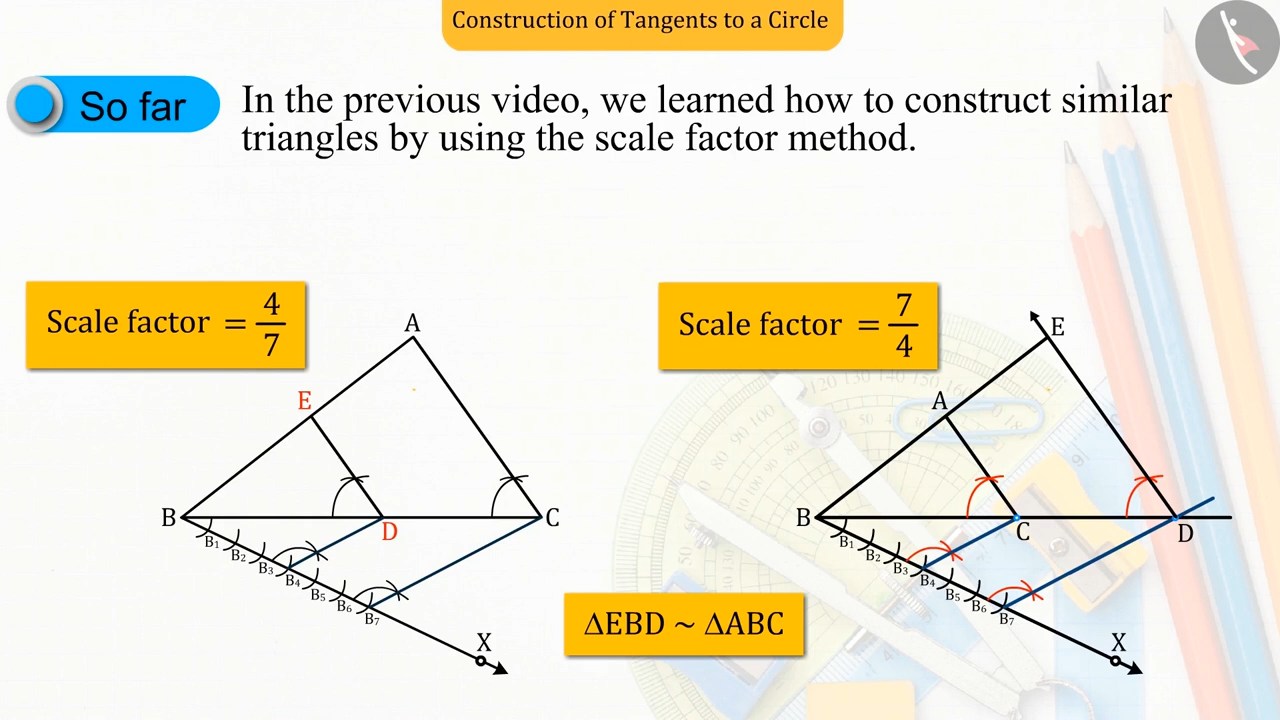 Construction of Tangents to a Circle
So far
In the previous video, we learned how to construct similar
triangles by using the scale factor method.
Scale factor = 4/7
A
E
B
D
C
B₁
B₂
B₃
B₄
B₅
B₆
B₇
X
Scale factor = 7/4
E
A
B
C
D
B₁
B₂
B₃
B₄
B₅
B₆
B₇
X
ΔEBD ~ ΔABC